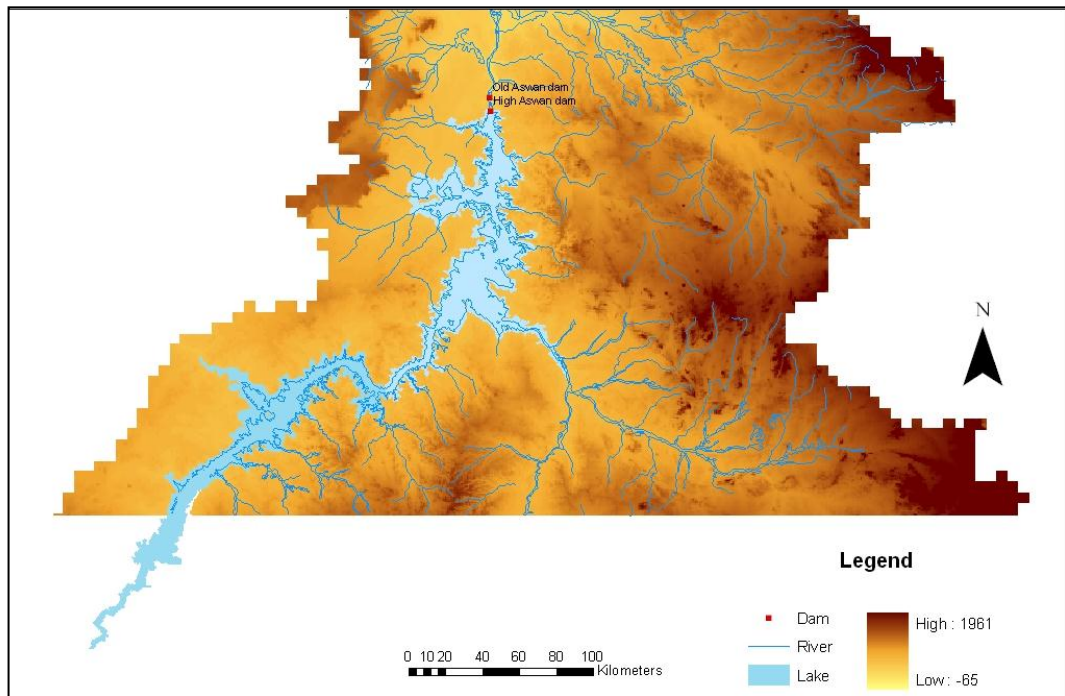 Old Aswan dam
High Aswan dam
N
Legend
Dam
River
Lake
High : 1961
Low : -65
0 10 20 40 60 80 100
Kilometers